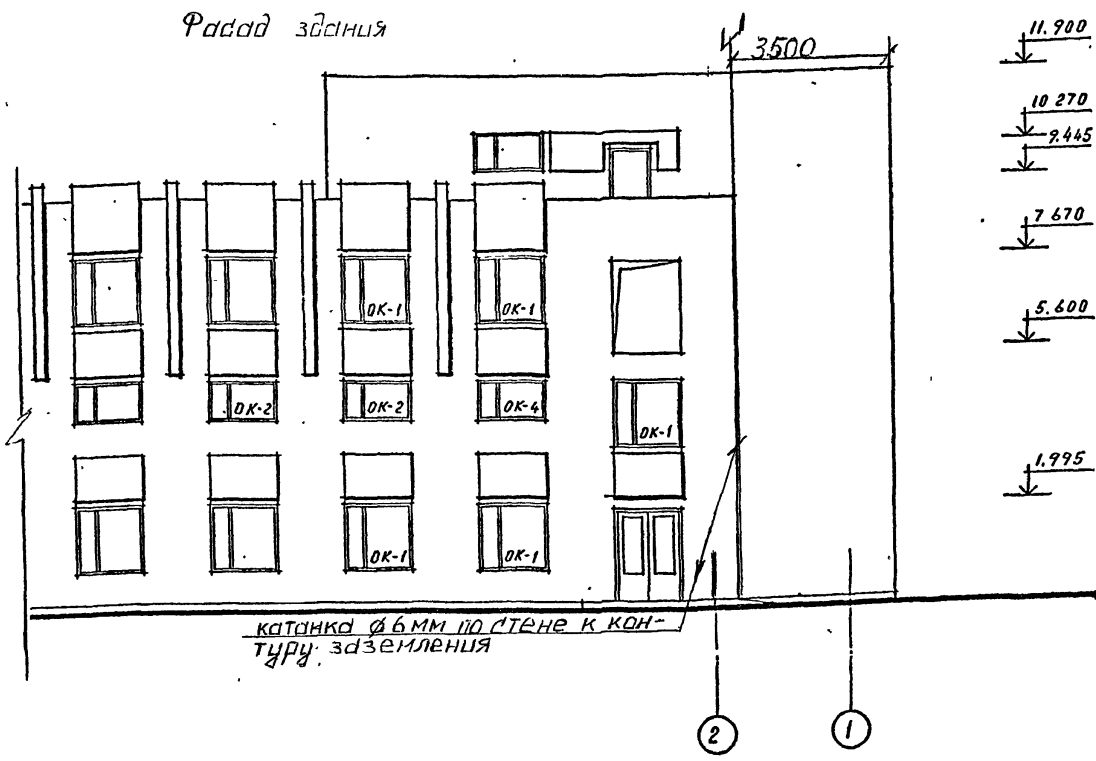 Фасад здания
3500
11.900
10 270
9.445
7 670
5.600
1.995
ОК-1
ОК-1
ОК-2
ОК-2
ОК-4
ОК-1
ОК-1
ОК-1
катанка ϕ6мм по стене к кон-
туру заземления
2
1